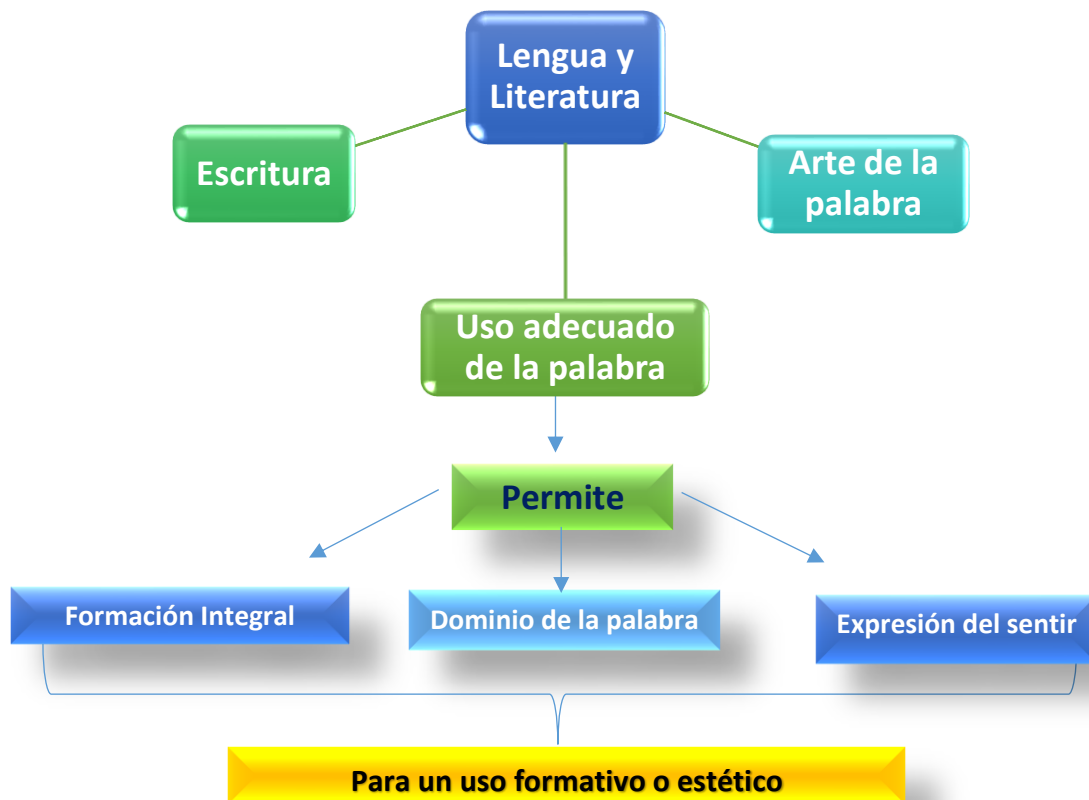 Lengua y
Literatura
Escritura
Arte de la
palabra
Uso adecuado
de la palabra
Permite
Formación Integral
Dominio de la palabra
Expresión del sentir
Para un uso formativo o estético